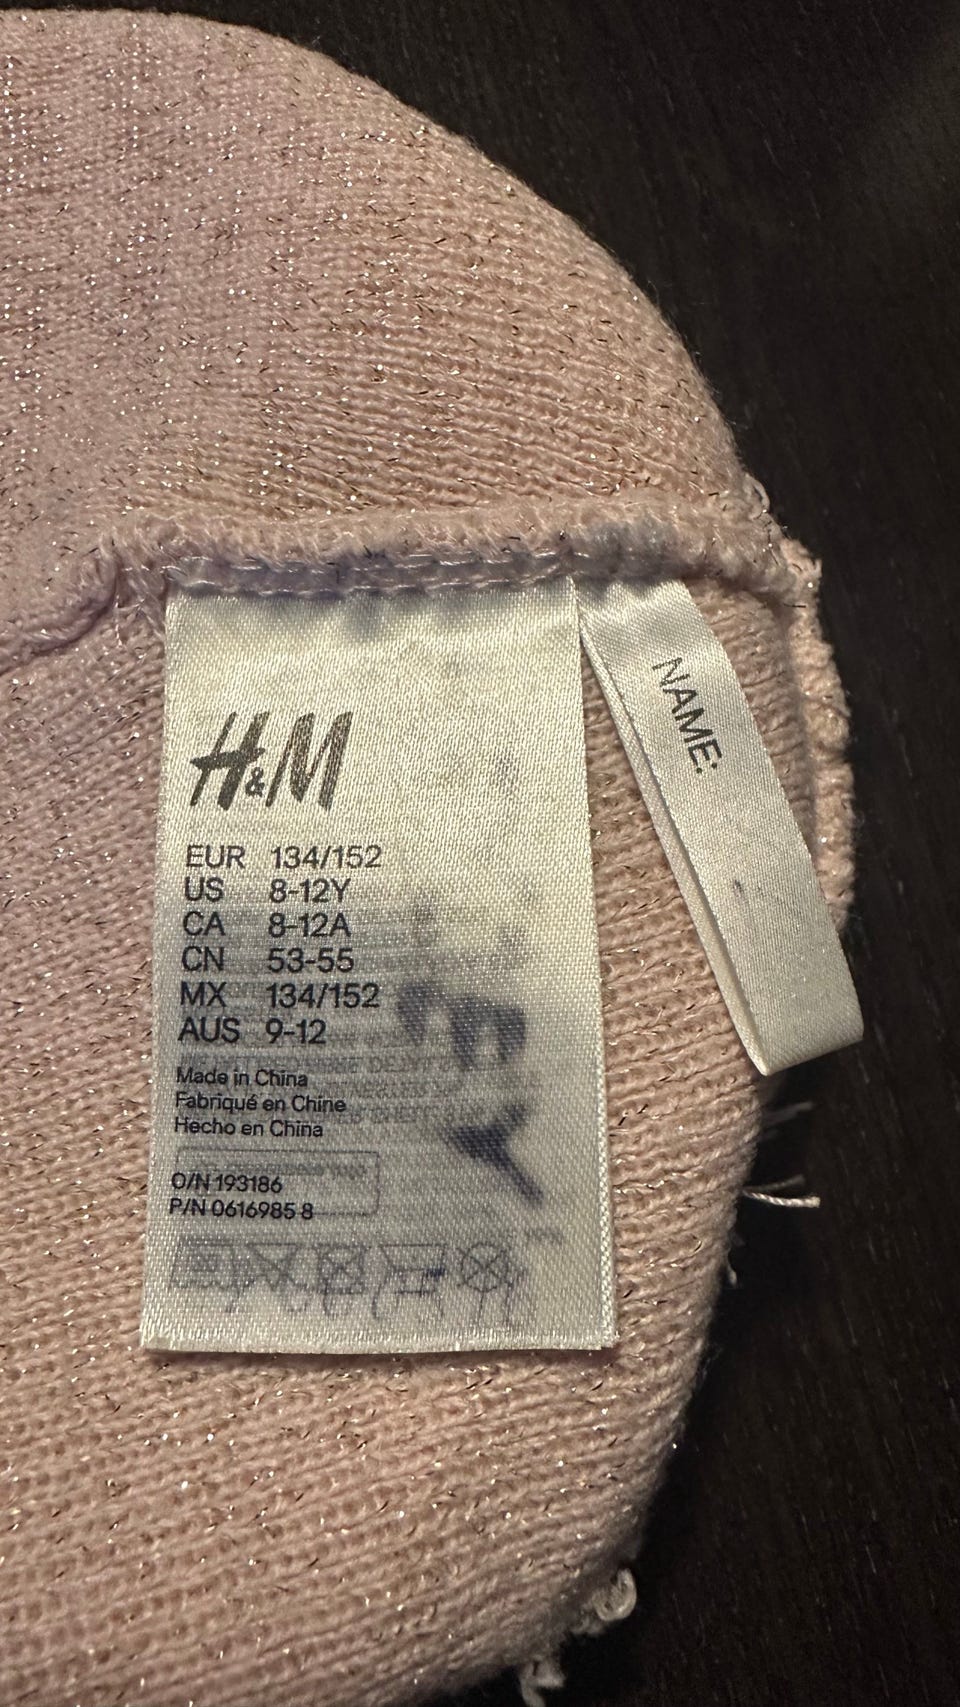 H&M
EUR 134/152
US 8-12Y
CA 8-12A
CN 53-55
MX 134/152
AUS 9-12
Made in China
Fabriqué en Chine
Hecho en China
O/N 193186
P/N 0616985 8
NAME: